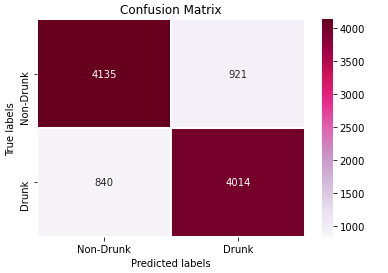 Confusion Matrix
True labels
Non-Drunk
Drunk
4135 921
840 4014
Non-Drunk Drunk
Predicted labels
4000
3500
3000
2500
2000
1500
1000